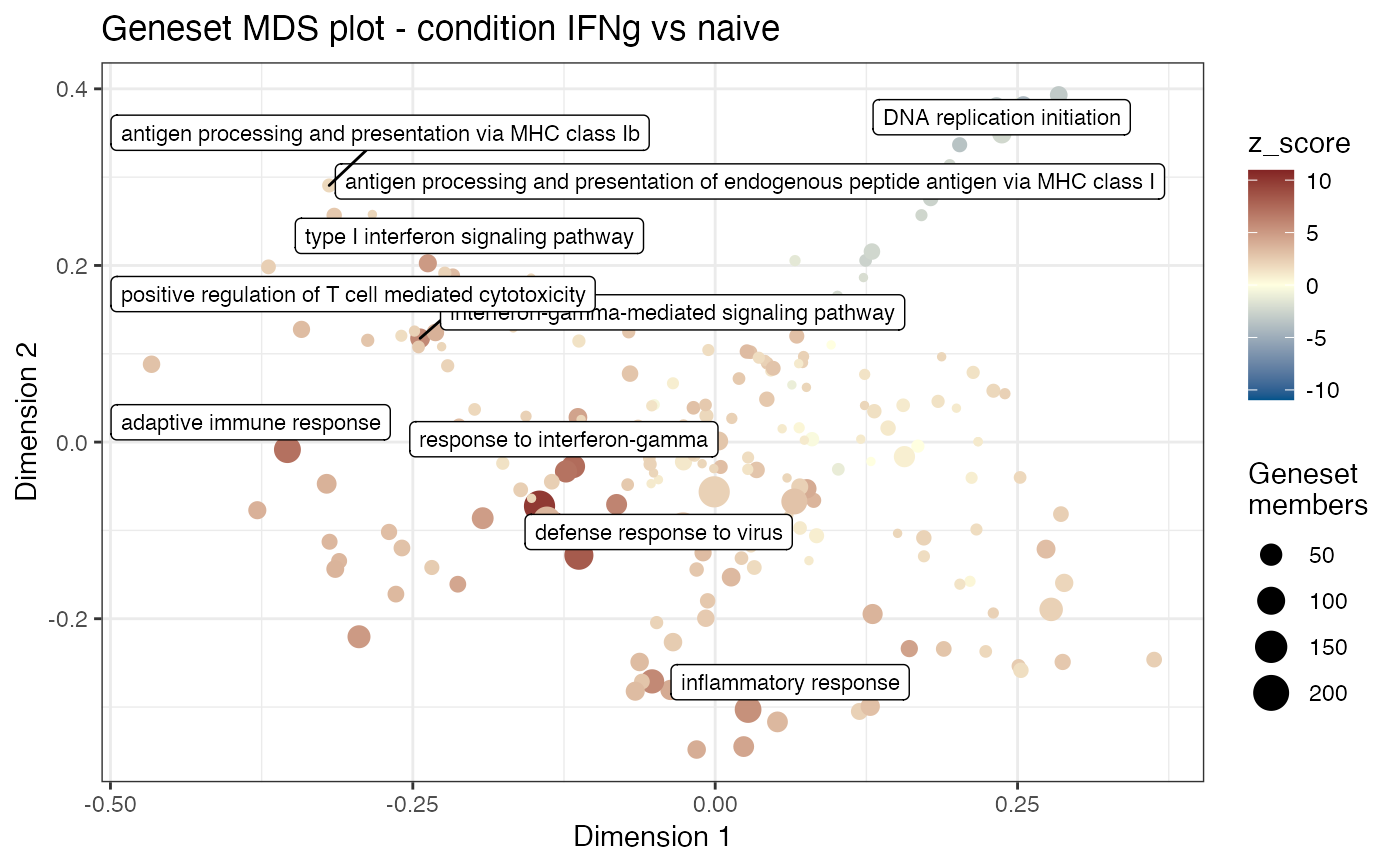 Geneset MDS plot - condition IFNg vs naive
0.4
0.2
0.0
-0.2
Dimension 2
antigen processing and presentation via MHC class Ib
DNA replication initiation
antigen processing and presentation of endogenous peptide antigen via MHC class I
type I interferon signaling pathway
positive regulation of T cell mediated cytotoxicity
interferon-gamma-mediated signaling pathway
adaptive immune response
response to interferon-gamma
defense response to virus
inflammatory response
-0.50
-0.25
0.00
0.25
Dimension 1
z_score
10
5
0
-5
-10
Geneset
members
50
100
150
200